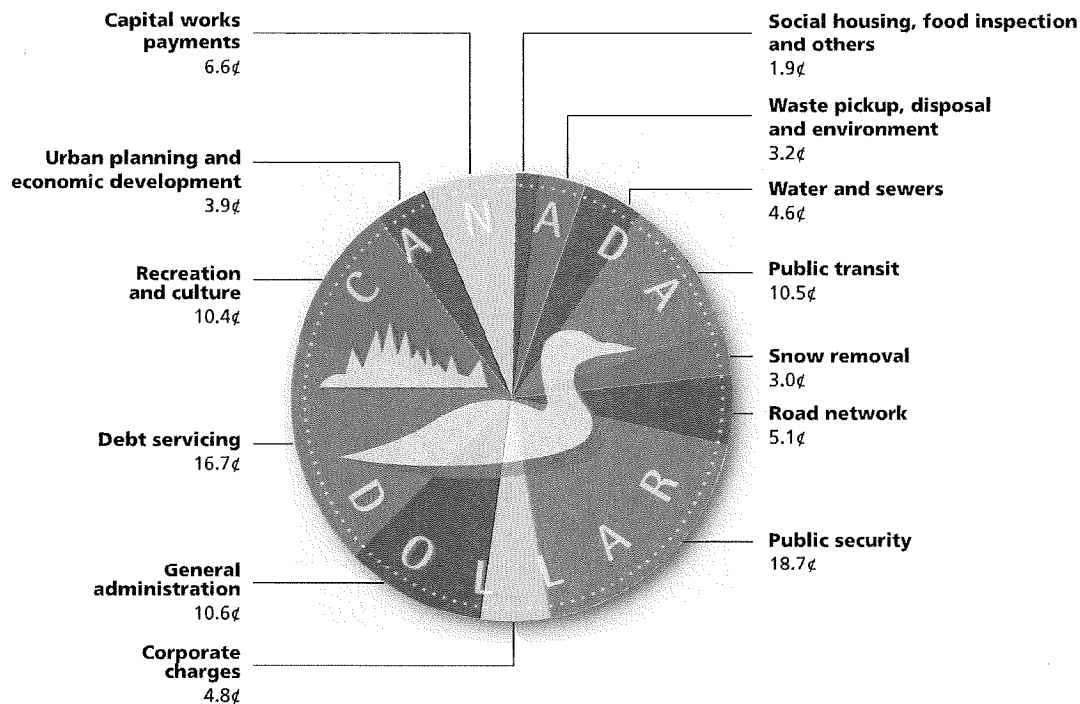 Capital works
payments
6.6¢
Urban planning and
economic development
3.9¢
Recreation
and culture
10.4¢
Debt servicing
16.7¢
General
administration
10.6¢
Corporate
charges
4.8¢
Social housing, food inspection
and others
1.9¢
Waste pickup, disposal
and environment
3.2¢
Water and sewers
4.6¢
Public transit
10.5¢
Snow removal
3.0¢
Road network
5.1¢
Public security
18.7¢
CANADA
DOLLAR